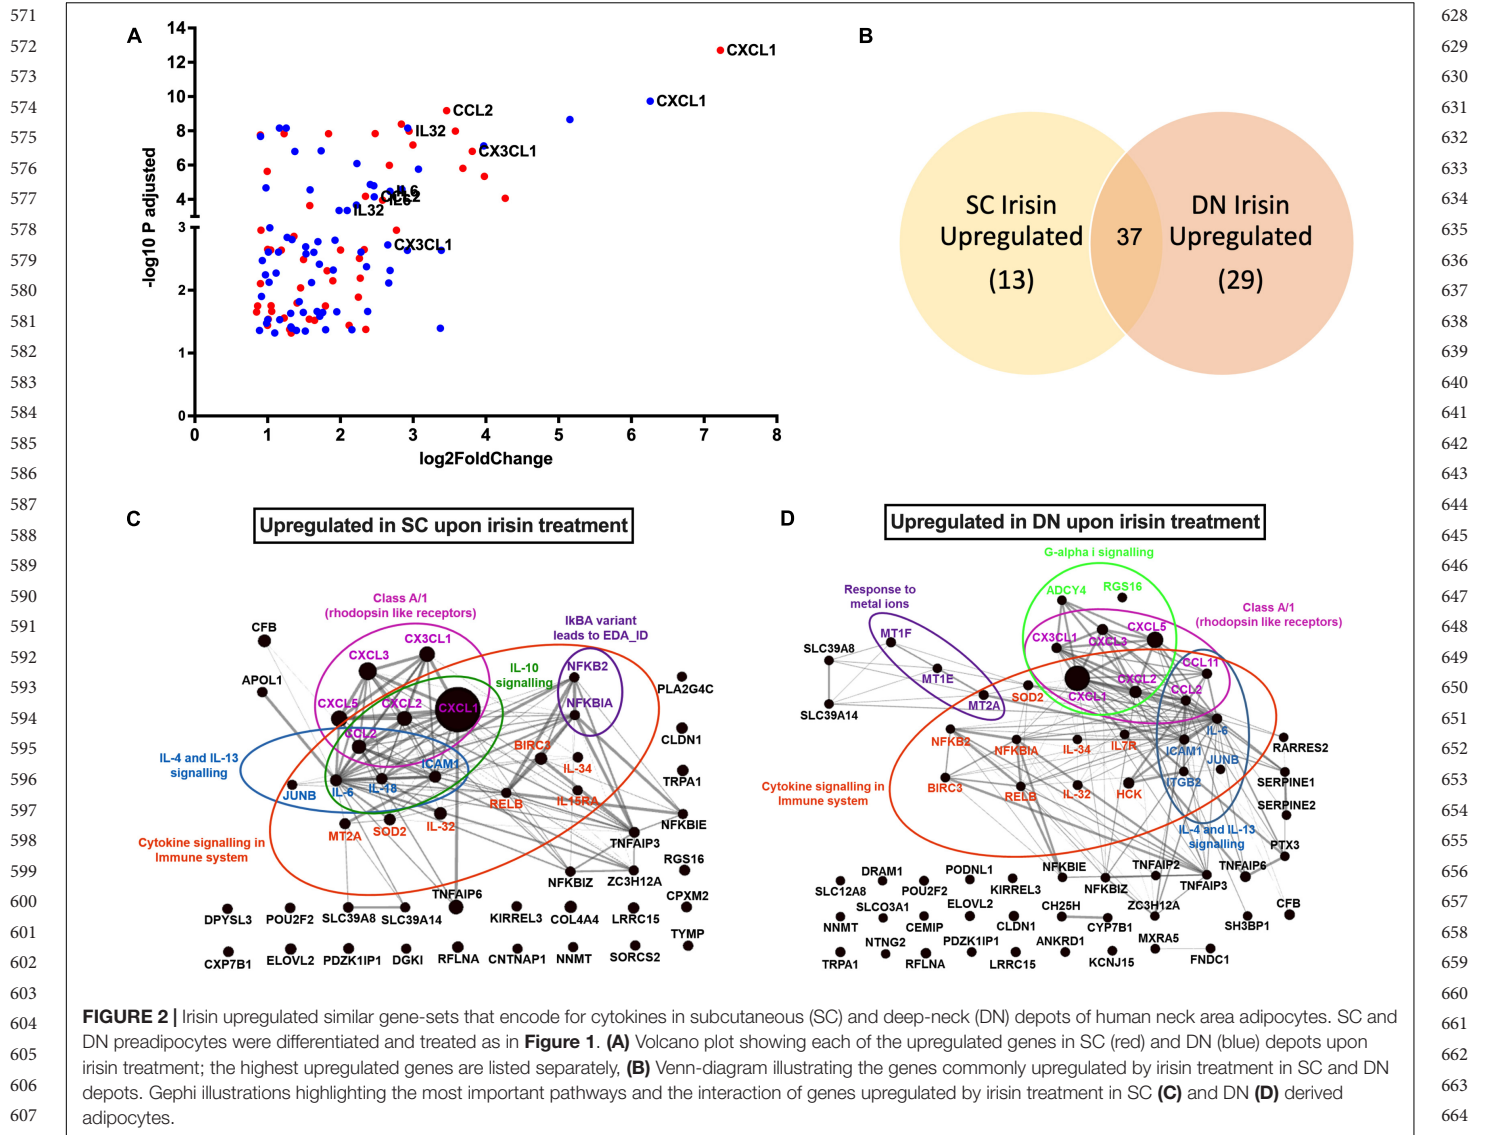 571
572
573
574
575
576
577
578
579
580
581
582
583
584
585
586
587
588
589
590
591
592
593
594
595
596
597
598
599
600
601
602
603
604
605
606
607
A
14
12
10
8
6
4
3
2
1
0
-log10 P adjusted
0 1 2 3 4 5 6 7 8
log2FoldChange
CXCL1
CXCL1
CCL2
IL32
CX3CL1
IL6
CCL2
IL6
IL32
CX3CL1
B
SC Irisin
Upregulated
(13)
37
DN Irisin
Upregulated
(29)
C
Upregulated in SC upon irisin treatment
Class A/1
(rhodopsin like receptors)
IkBA variant
leads to EDA_ID
CFB
CX3CL1
CXCL3
IL-10
signalling
NFKB2
APOL1
PLA2G4C
CXCL5
CXCL2
CXCL1
NFKBIA
CCL2
CLDN1
BIRC3
IL-4 and IL-13
signalling
ICAM1
IL-34
TRPA1
JUNB
IL-6
IL-18
RELB
IL15RA
MT2A
SOD2
IL-32
NFKBIE
Cytokine signalling in
Immune system
TNFAIP3
RGS16
NFKBIZ
ZC3H12A
TNFAIP6
CPXM2
DPYSL3
POU2F2
SLC39A8
SLC39A14
KIRREL3
COL4A4
LRRC15
TYMP
CXP7B1
ELOVL2
PDZK1IP1
DGKI
RFLNA
CNTNAP1
NNMT
SORCS2
D
Upregulated in DN upon irisin treatment
G-alpha i signalling
Response to
metal ions
ADCY4
RGS16
Class A/1
(rhodopsin like receptors)
MT1F
CX3CL1
CXCL3
CXCL5
SLC39A8
CCL11
MT1E
CXCL2
SOD2
CXCL1
CCL2
MT2A
SLC39A14
IL-6
NFKB2
NFKBIA
IL-34
IL7R
ICAM1
RARRES2
JUNB
Cytokine signalling in
Immune system
BIRC3
RELB
IL-32
HCK
ITGB2
SERPINE1
SERPINE2
IL-4 and IL-13
signalling
PTX3
DRAM1
PODNL1
NFKBIE
TNFAIP2
TNFAIP6
SLC12A8
POU2F2
KIRREL3
NFKBIZ
TNFAIP3
SLCO3A1
ELOVL2
CH25H
ZC3H12A
CFB
NNMT
CEMIP
CLDN1
CYP7B1
SH3BP1
NTNG2
PDZK1IP1
ANKRD1
MXRA5
TRPA1
RFLNA
LRRC15
KCNJ15
FNDC1
FIGURE 2 | Irisin upregulated similar gene-sets that encode for cytokines in subcutaneous (SC) and deep-neck (DN) depots of human neck area adipocytes. SC and
DN preadipocytes were differentiated and treated as in Figure 1. (A) Volcano plot showing each of the upregulated genes in SC (red) and DN (blue) depots upon
irisin treatment; the highest upregulated genes are listed separately, (B) Venn-diagram illustrating the genes commonly upregulated by irisin treatment in SC and DN
depots. Gephi illustrations highlighting the most important pathways and the interaction of genes upregulated by irisin treatment in SC (C) and DN (D) derived
adipocytes.
628
629
630
631
632
633
634
635
636
637
638
639
640
641
642
643
644
645
646
647
648
649
650
651
652
653
654
655
656
657
658
659
660
661
662
663
664